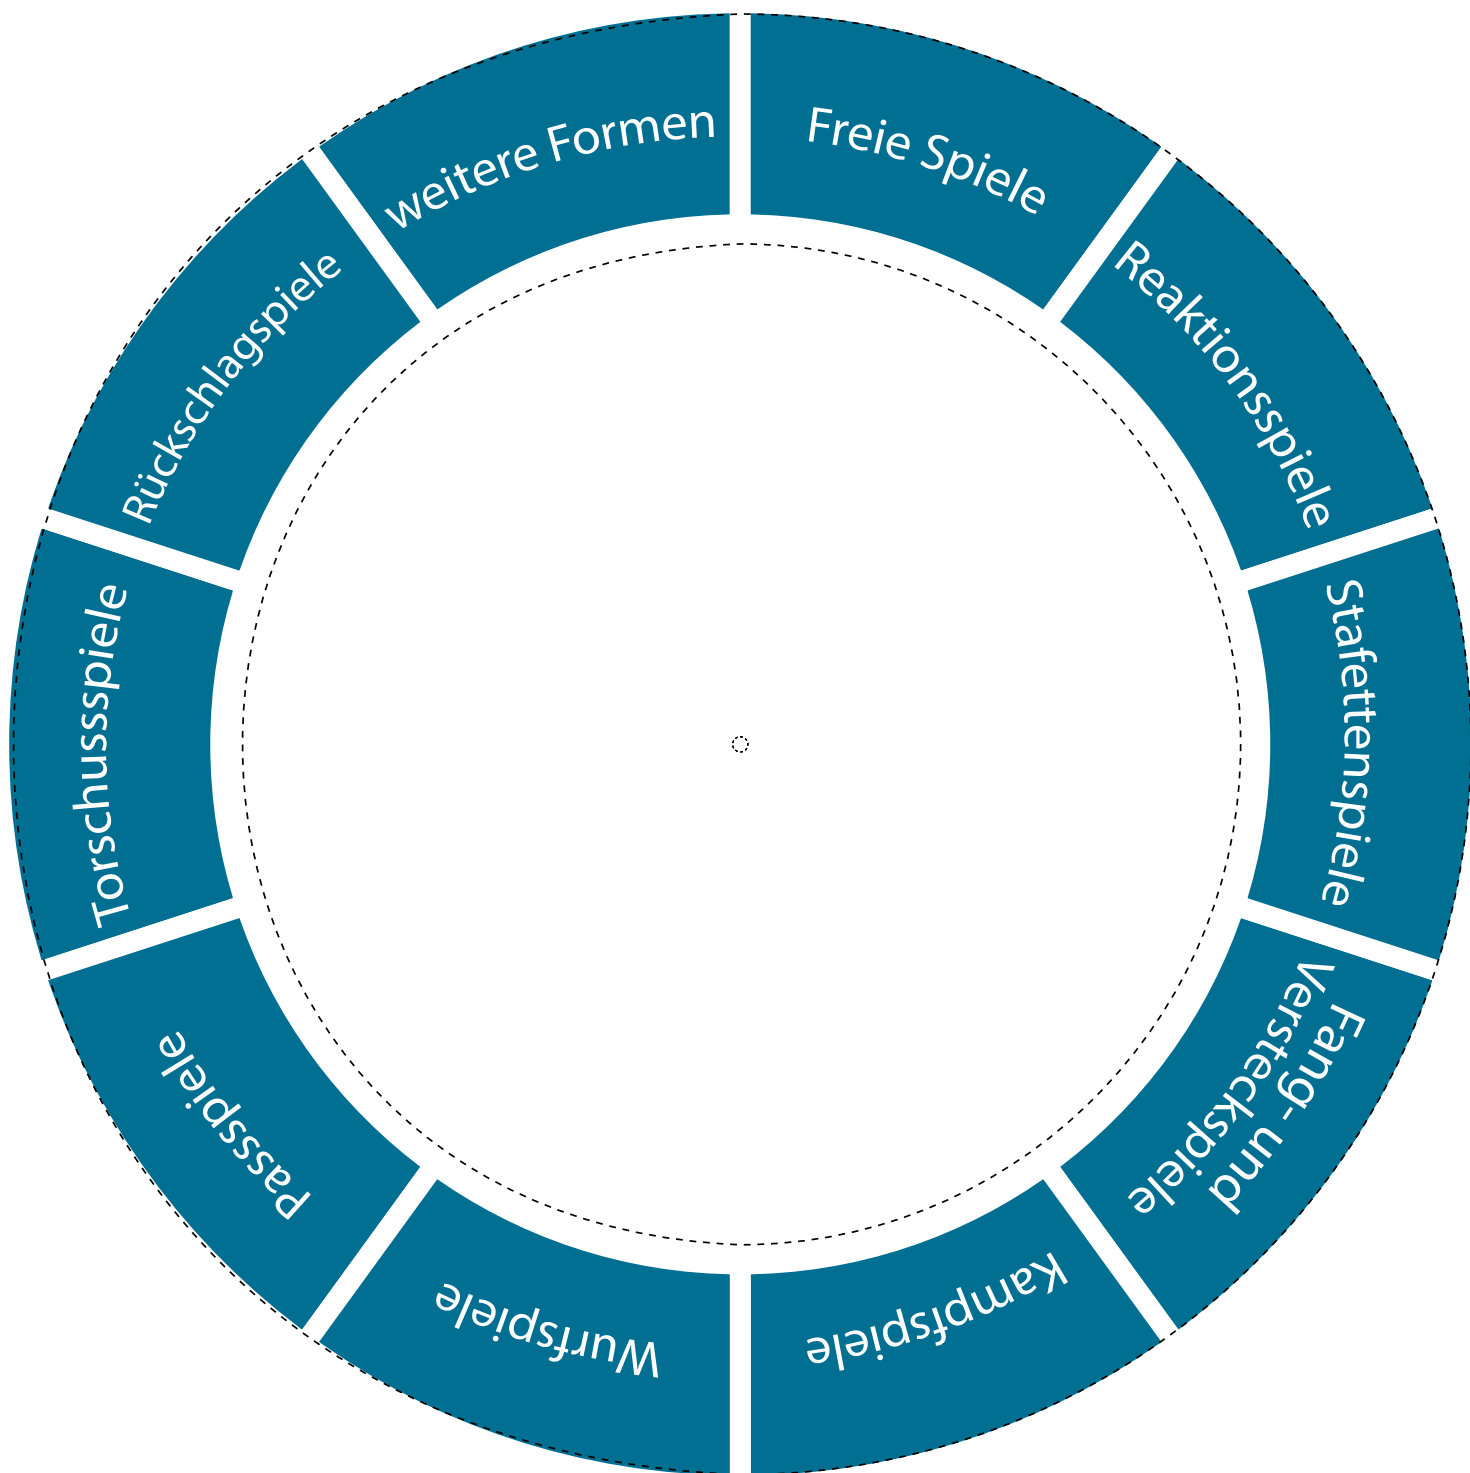 Freie Spiele
Reaktionsspiele
Stafettenspiele
Fang- und
Versteckspiele
Kampfspiele
Wurfspiele
Passspiele
Torschussspiele
Rückschlagspiele
weitere Formen